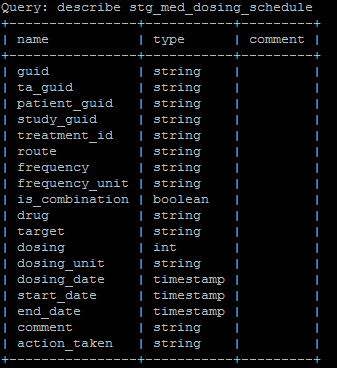 Query: describe stg_med_dosing_schedule
+-----------------+-----------+---------+
| name            | type      | comment |
+-----------------+-----------+---------+
| guid            | string    |         |
| ta_guid         | string    |         |
| patient_guid    | string    |         |
| study_guid      | string    |         |
| treatment_id    | string    |         |
| route           | string    |         |
| frequency       | string    |         |
| frequency_unit  | string    |         |
| is_combination  | boolean   |         |
| drug            | string    |         |
| target          | string    |         |
| dosing          | int       |         |
| dosing_unit     | string    |         |
| dosing_date     | timestamp |         |
| start_date      | timestamp |         |
| end_date        | timestamp |         |
| comment         | string    |         |
| action_taken    | string    |         |
+-----------------+-----------+---------+